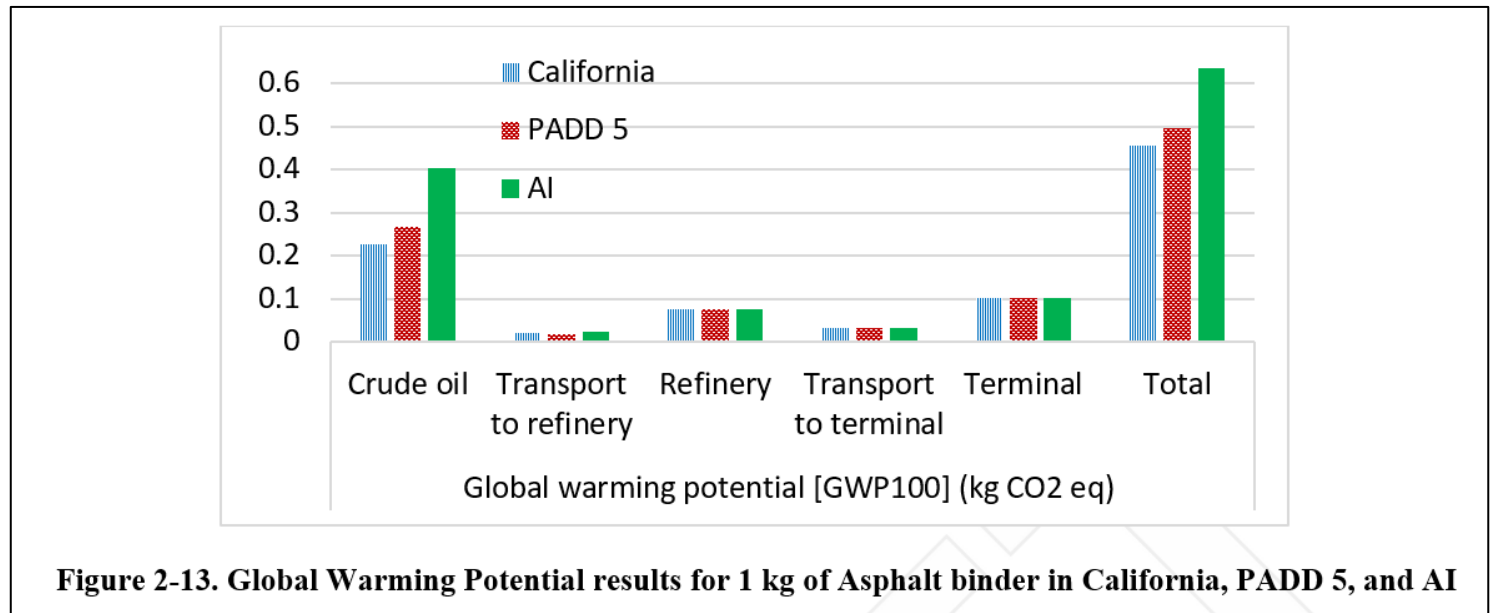 California
PADD 5
AI
0.6
0.5
0.4
0.3
0.2
0.1
0
Crude oil
Transport
to refinery
Refinery
Transport
to terminal
Terminal
Total
Global warming potential [GWP100] (kg CO2 eq)
Figure 2-13. Global Warming Potential results for 1 kg of Asphalt binder in California, PADD 5, and AI